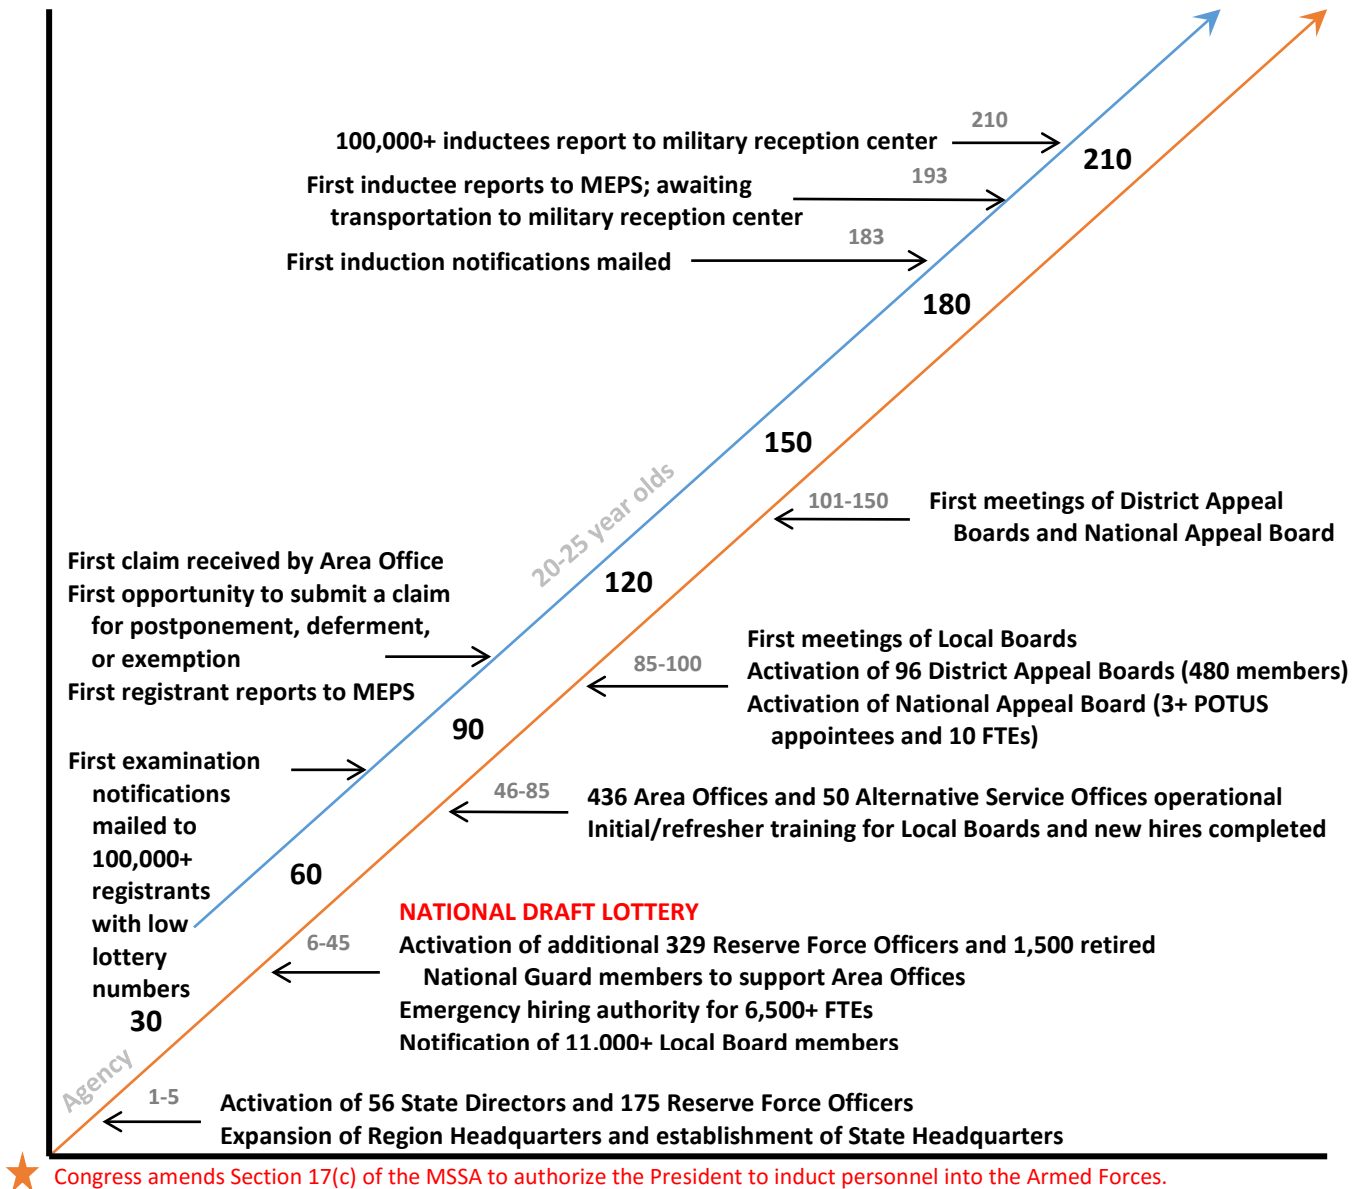 210
100,000+ inductees report to military reception center
210
193
First inductee reports to MEPS; awaiting
transportation to military reception center
183
First induction notifications mailed
180
150
20-25 year olds
101-150
First meetings of District Appeal
Boards and National Appeal Board
First claim received by Area Office
First opportunity to submit a claim
for postponement, deferment,
or exemption
First registrant reports to MEPS
120
85-100
First meetings of Local Boards
Activation of 96 District Appeal Boards (480 members)
Activation of National Appeal Board (3+ POTUS
appointees and 10 FTEs)
90
First examination
notifications
mailed to
100,000+
registrants
with low
lottery
numbers
46-85
436 Area Offices and 50 Alternative Service Offices operational
Initial/refresher training for Local Boards and new hires completed
60
6-45
NATIONAL DRAFT LOTTERY
Activation of additional 329 Reserve Force Officers and 1,500 retired
National Guard members to support Area Offices
Emergency hiring authority for 6,500+ FTEs
Notification of 11,000+ Local Board members
30
Agency
1-5
Activation of 56 State Directors and 175 Reserve Force Officers
Expansion of Region Headquarters and establishment of State Headquarters
Congress amends Section 17(c) of the MSSA to authorize the President to induct personnel into the Armed Forces.